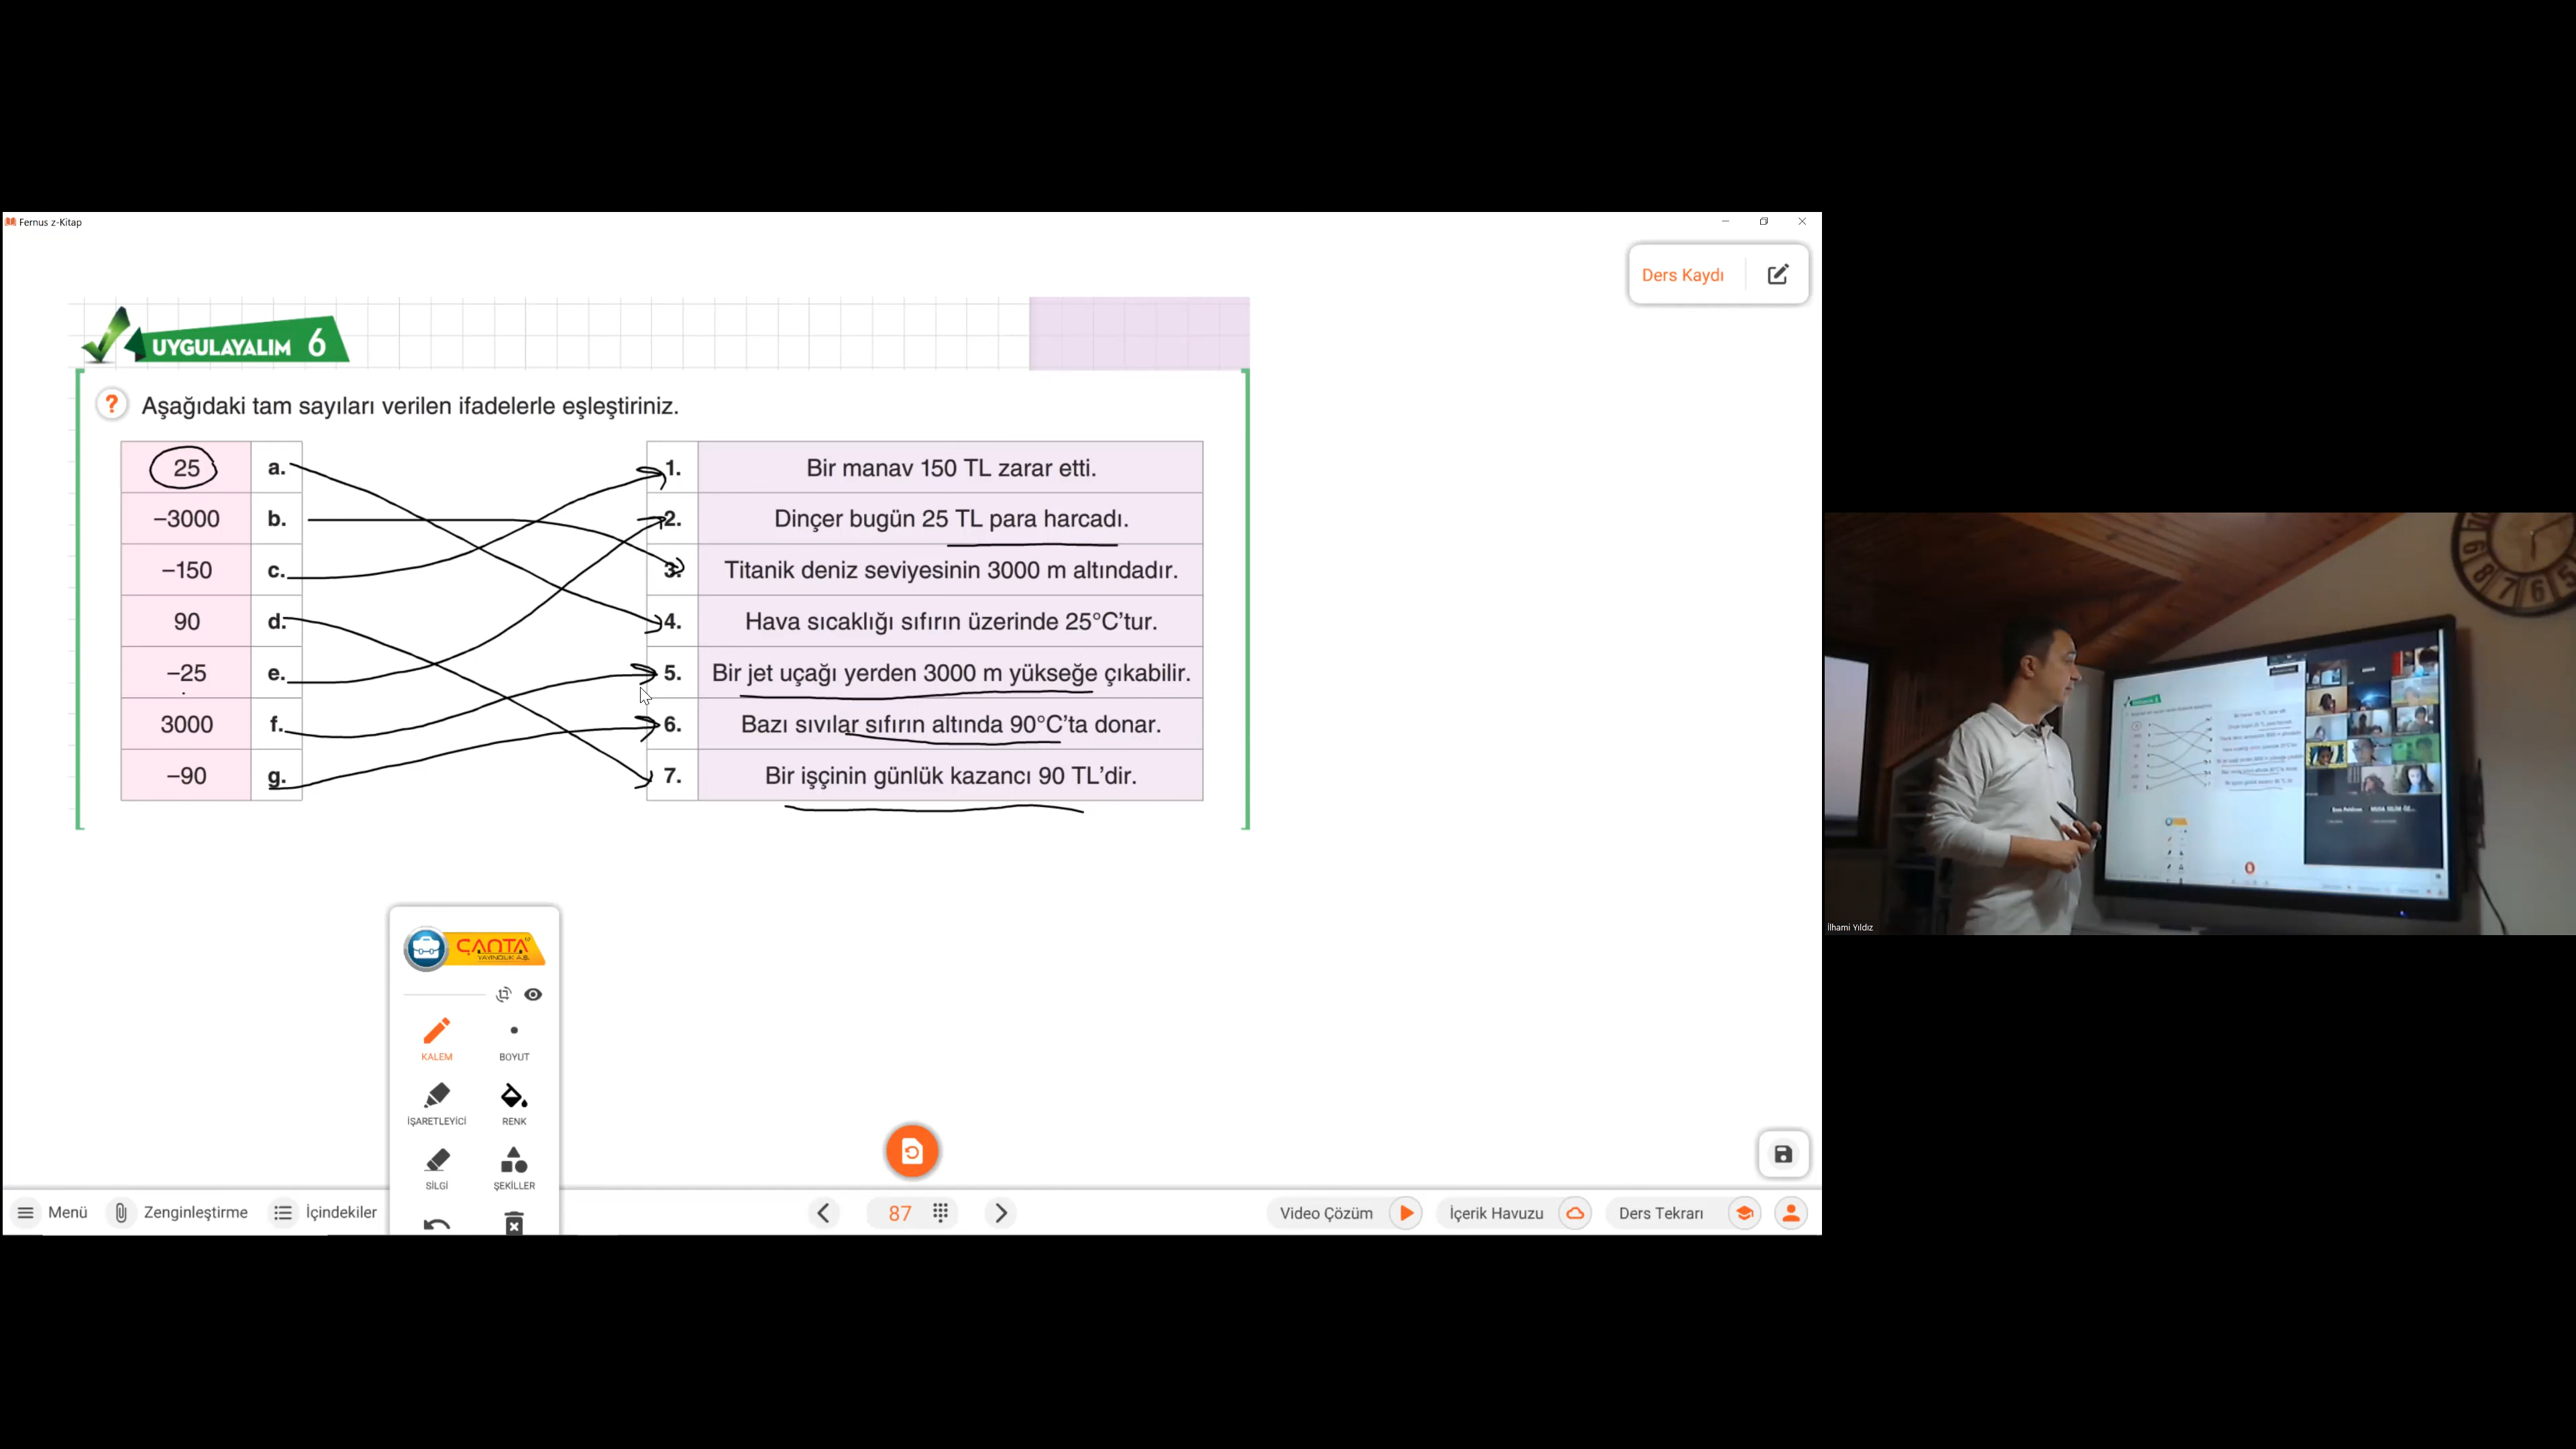 Fernus z-Kitap
Ders Kaydı
UYGULAYALIM 6
? Aşağıdaki tam sayıları verilen ifadelerle eşleştiriniz.
25 a.
–3000 b.
–150 c.
90 d.
–25 e.
3000 f.
–90 g.
1. Bir manav 150 TL zarar etti.
2. Dinçer bugün 25 TL para harcadı.
3. Titanik deniz seviyesinin 3000 m altındadır.
4. Hava sıcaklığı sıfırın üzerinde 25°C'tur.
5. Bir jet uçağı yerden 3000 m yükseğe çıkabilir.
6. Bazı sıvılar sıfırın altında 90°C'ta donar.
7. Bir işçinin günlük kazancı 90 TL'dir.
İlhami Yıldız
ÇANTA
YAYINCILIK A.Ş.
KALEM BOYUT
İŞARETLEYİCİ RENK
SİLGİ ŞEKİLLER
Menü Zenginleştirme İçindekiler 87 Video Çözüm İçerik Havuzu Ders Tekrarı